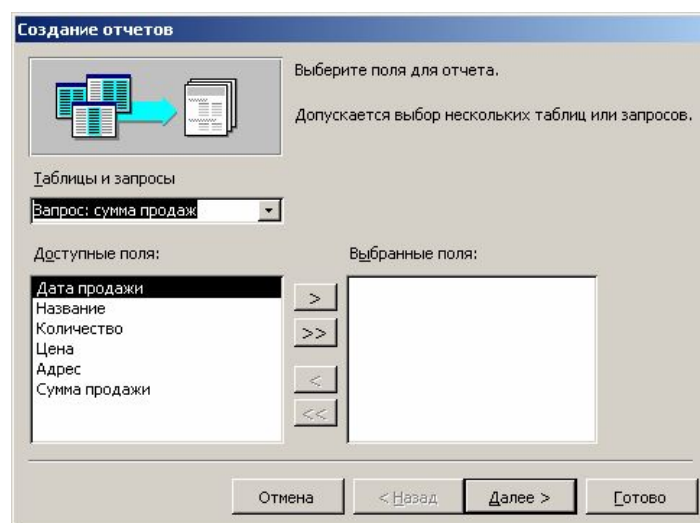 Создание отчетов
Выберите поля для отчета.
Допускается выбор нескольких таблиц или запросов.
Таблицы и запросы
Запрос: сумма продаж
Доступные поля:
Выбранные поля:
Дата продажи
Название
Количество
Цена
Адрес
Сумма продажи
>
>>
<
<<
Отмена
< Назад
Далее >
Готово